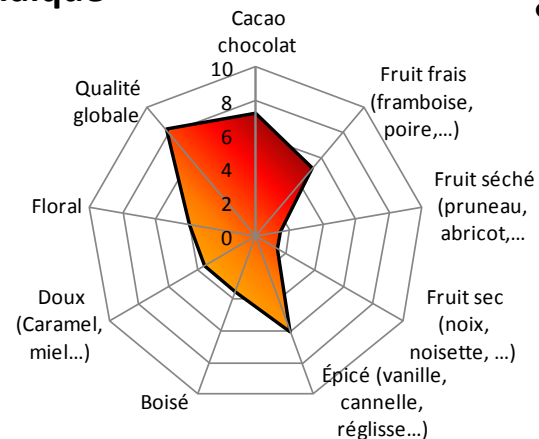 Cacao
chocolat
Fruit frais
(framboise,
poire,…)
Fruit séché
(pruneau,
abricot,…
Fruit sec
(noix,
noisette, …)
Épicé (vanille,
cannelle,
réglisse…)
Boisé
Doux
(Caramel,
miel…)
Floral
Qualité
globale
10
8
6
4
2
0